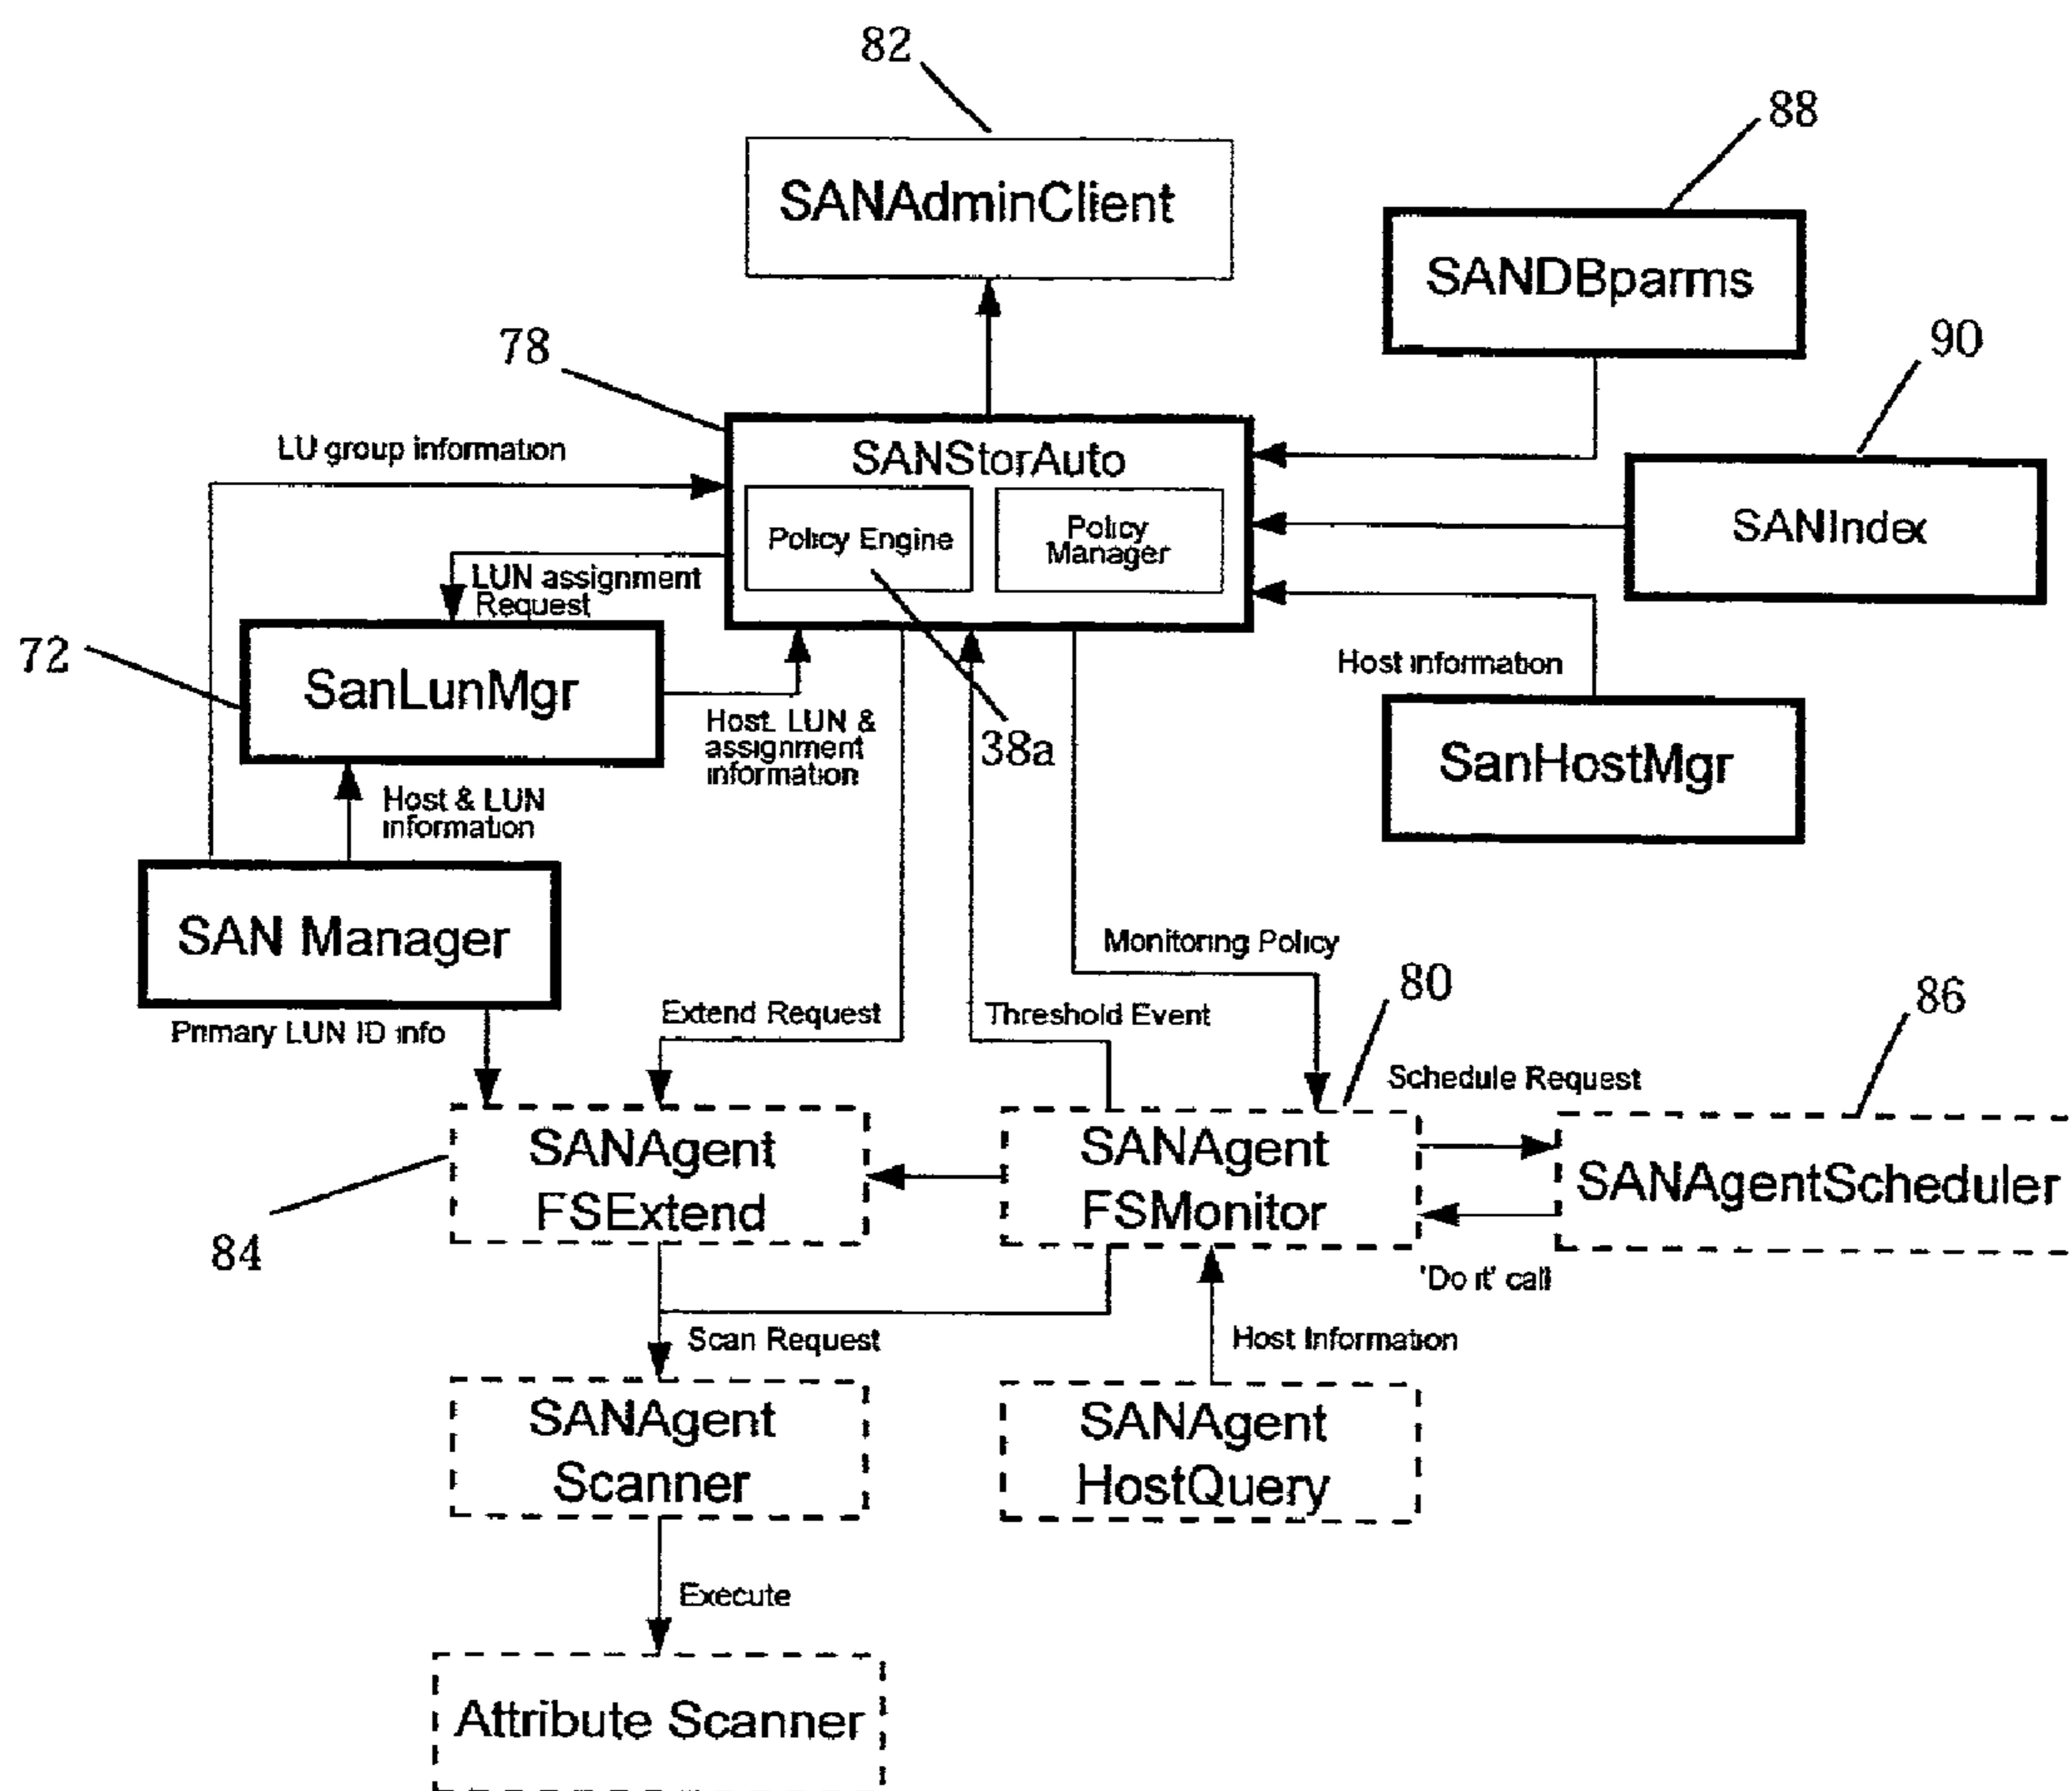 82
88
SANAdminClient
SANDBparms
78
90
LU group information
SANStorAuto
Policy Engine
Policy
Manager
SANIndex
LUN assignment
Request
72
SanLunMgr
Host information
Host, LUN &
assignment
information
38a
SanHostMgr
Host & LUN
information
SAN Manager
Monitoring Policy
80
86
Primary LUN ID info
Extend Request
Threshold Event
Schedule Request
SANAgent
FSExtend
SANAgent
FSMonitor
SANAgentScheduler
84
'Do it' call
Scan Request
Host Information
SANAgent
Scanner
SANAgent
HostQuery
Execute
Attribute Scanner